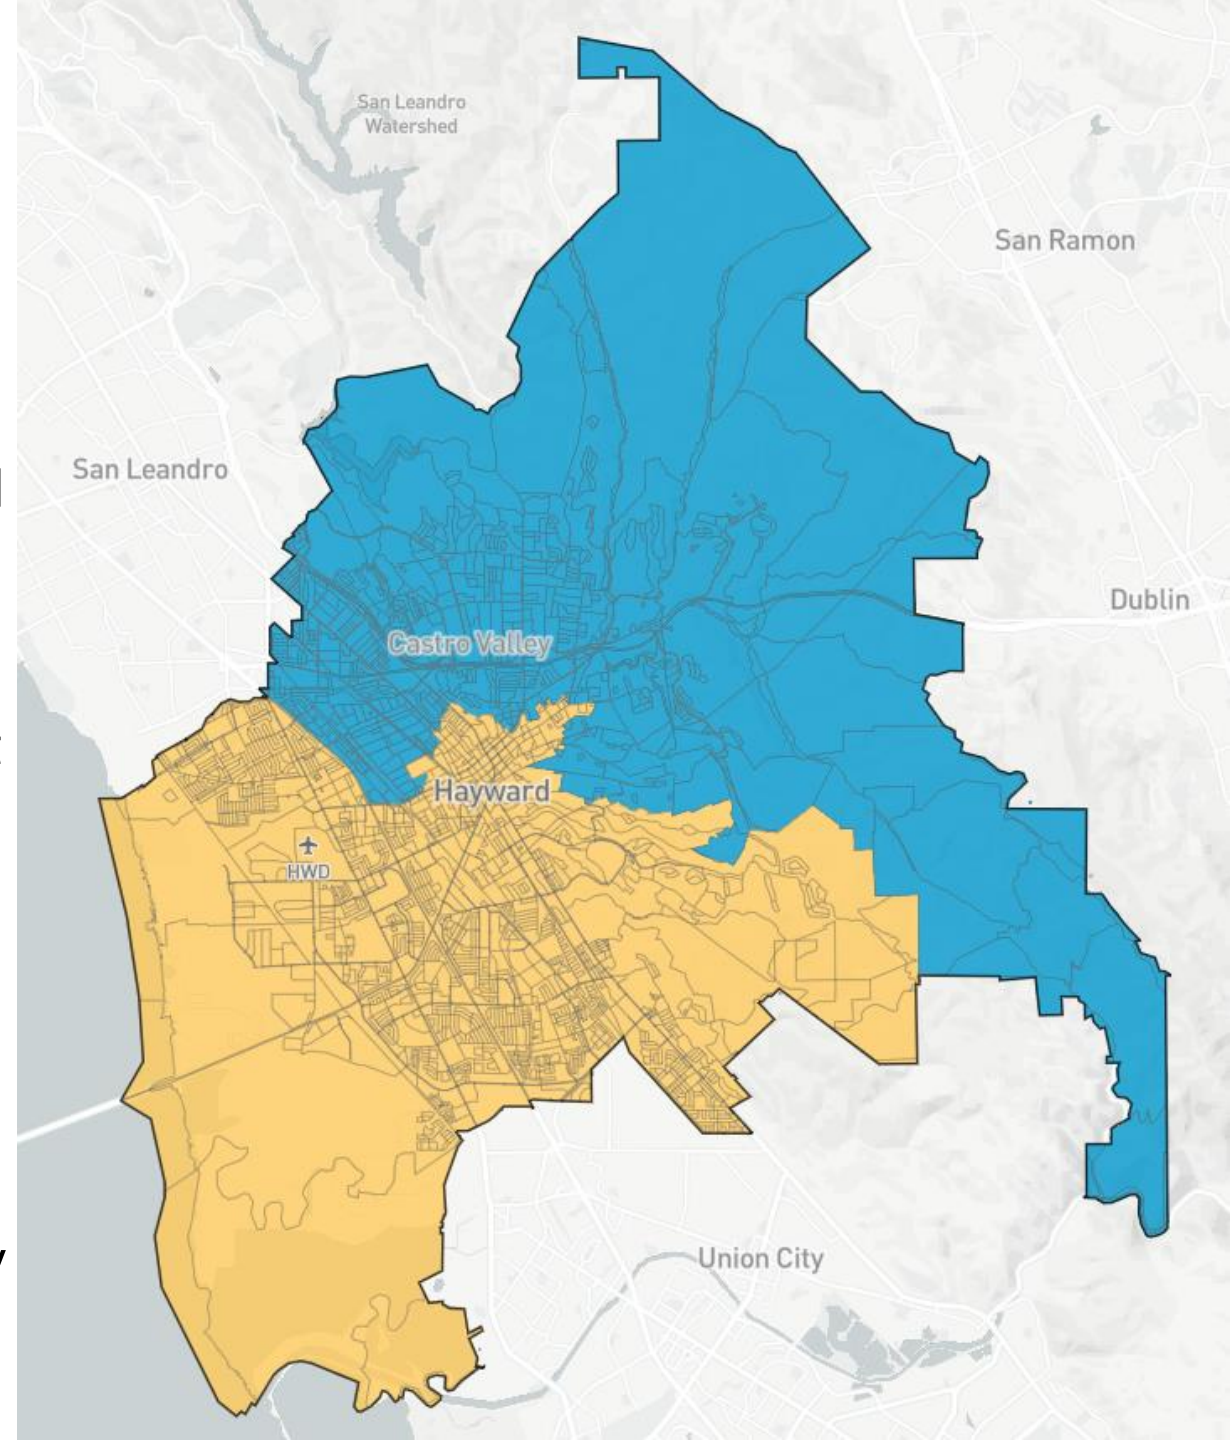 San Leandro
Watershed
San Ramon
San Leandro
Dublin
Castro Valley
Hayward
HWD
Union City